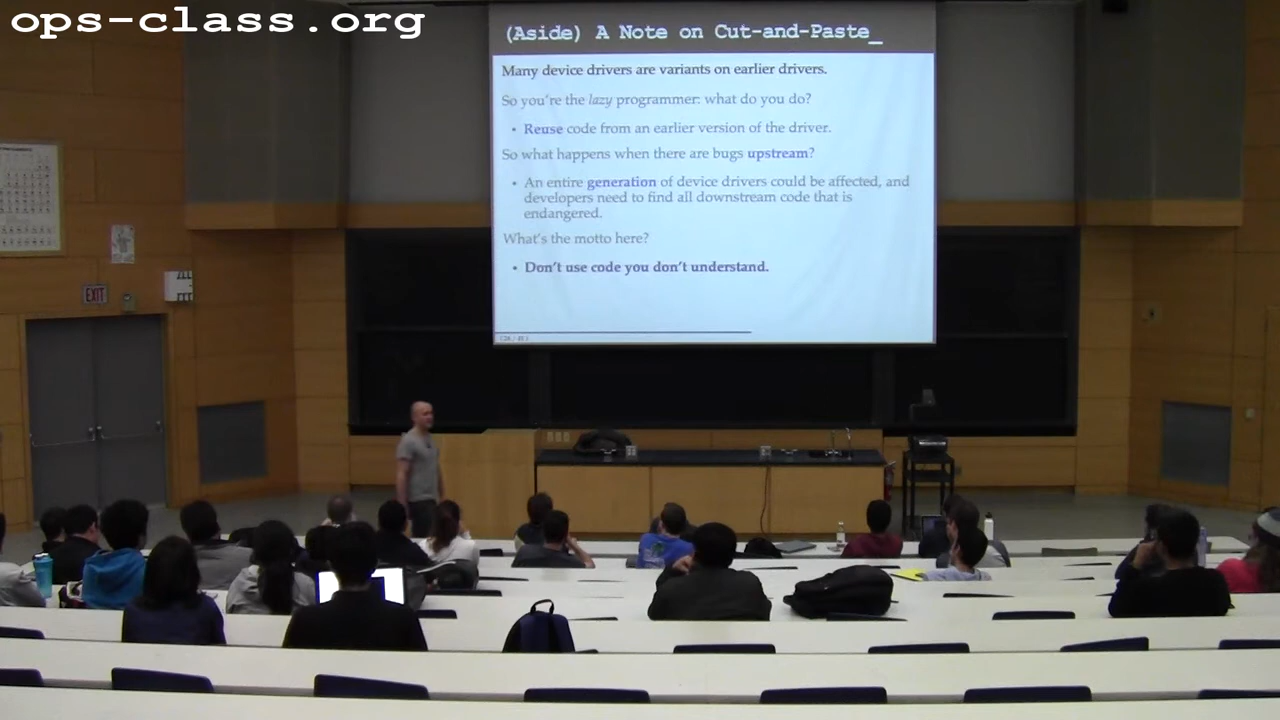 ops-class.org
(Aside) A Note on Cut-and-Paste_
Many device drivers are variants on earlier drivers.
So you're the lazy programmer: what do you do?
• Reuse code from an earlier version of the driver.
So what happens when there are bugs upstream?
• An entire generation of device drivers could be affected, and
developers need to find all downstream code that is
endangered.
What's the motto here?
• Don't use code you don't understand.
EXIT